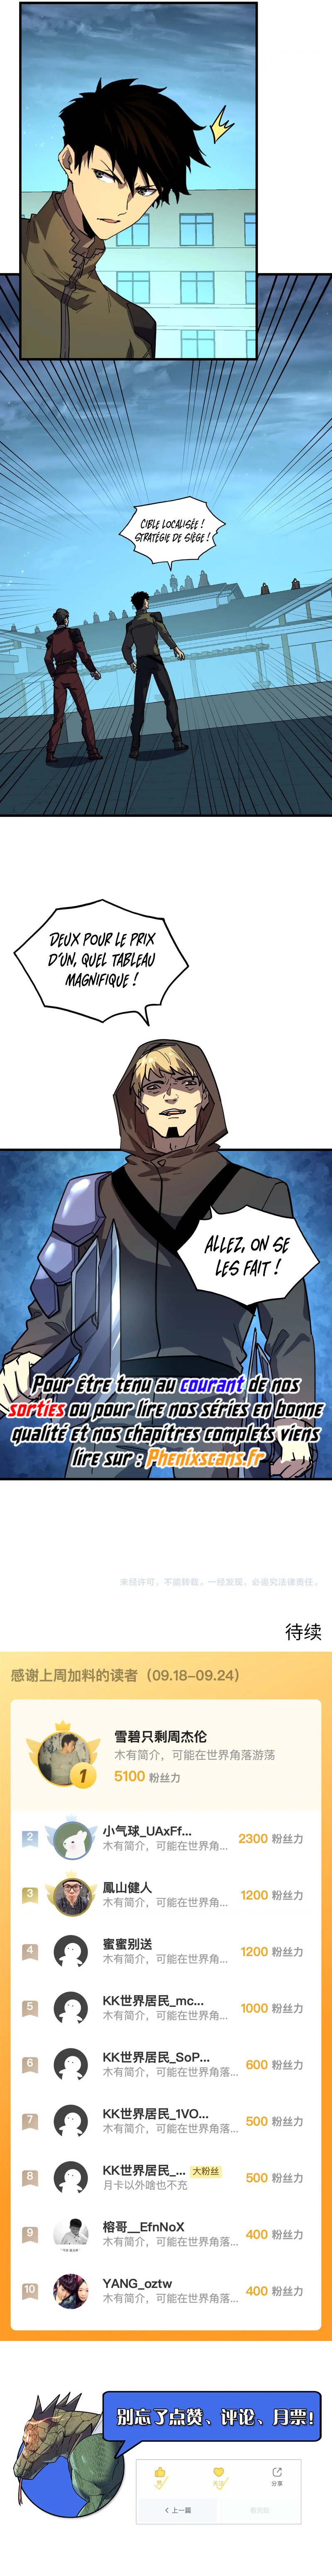 CIBLE LOCALISÉE !
STRATÉGIE DE SIÈGE !
DEUX POUR LE PRIX
D'UN, QUEL TABLEAU
MAGNIFIQUE !
ALLEZ, ON SE
LES FAIT !
Pour être tenu au courant de nos
sorties ou pour lire nos séries en bonne
qualité et nos chapitres complets viens
lire sur : Phenixscans.fr
未经许可，不能转载，一经发现，必追究法律责任。
待续
感谢上周加料的读者（09.18-09.24）
雪碧只剩周杰伦
木有简介，可能在世界角落游荡
1
5100 粉丝力
2 小气球_UAxFf... 2300 粉丝力
木有简介，可能在世界角...
3 鳳山健人 1200 粉丝力
木有简介，可能在世界角...
4 蜜蜜别送 1200 粉丝力
木有简介，可能在世界角...
5 KK世界居民_mc... 1000 粉丝力
木有简介，可能在世界角...
6 KK世界居民_SoP... 600 粉丝力
木有简介，可能在世界角落...
7 KK世界居民_1VO... 500 粉丝力
木有简介，可能在世界角落...
8 KK世界居民_... 大粉丝 500 粉丝力
月卡以外啥也不充
9 榕哥__EfnNoX 400 粉丝力
木有简介，可能在世界角落...
10 YANG_oztw 400 粉丝力
木有简介，可能在世界角落...
别忘了点赞、评论、月票!
关注 分享
上一篇